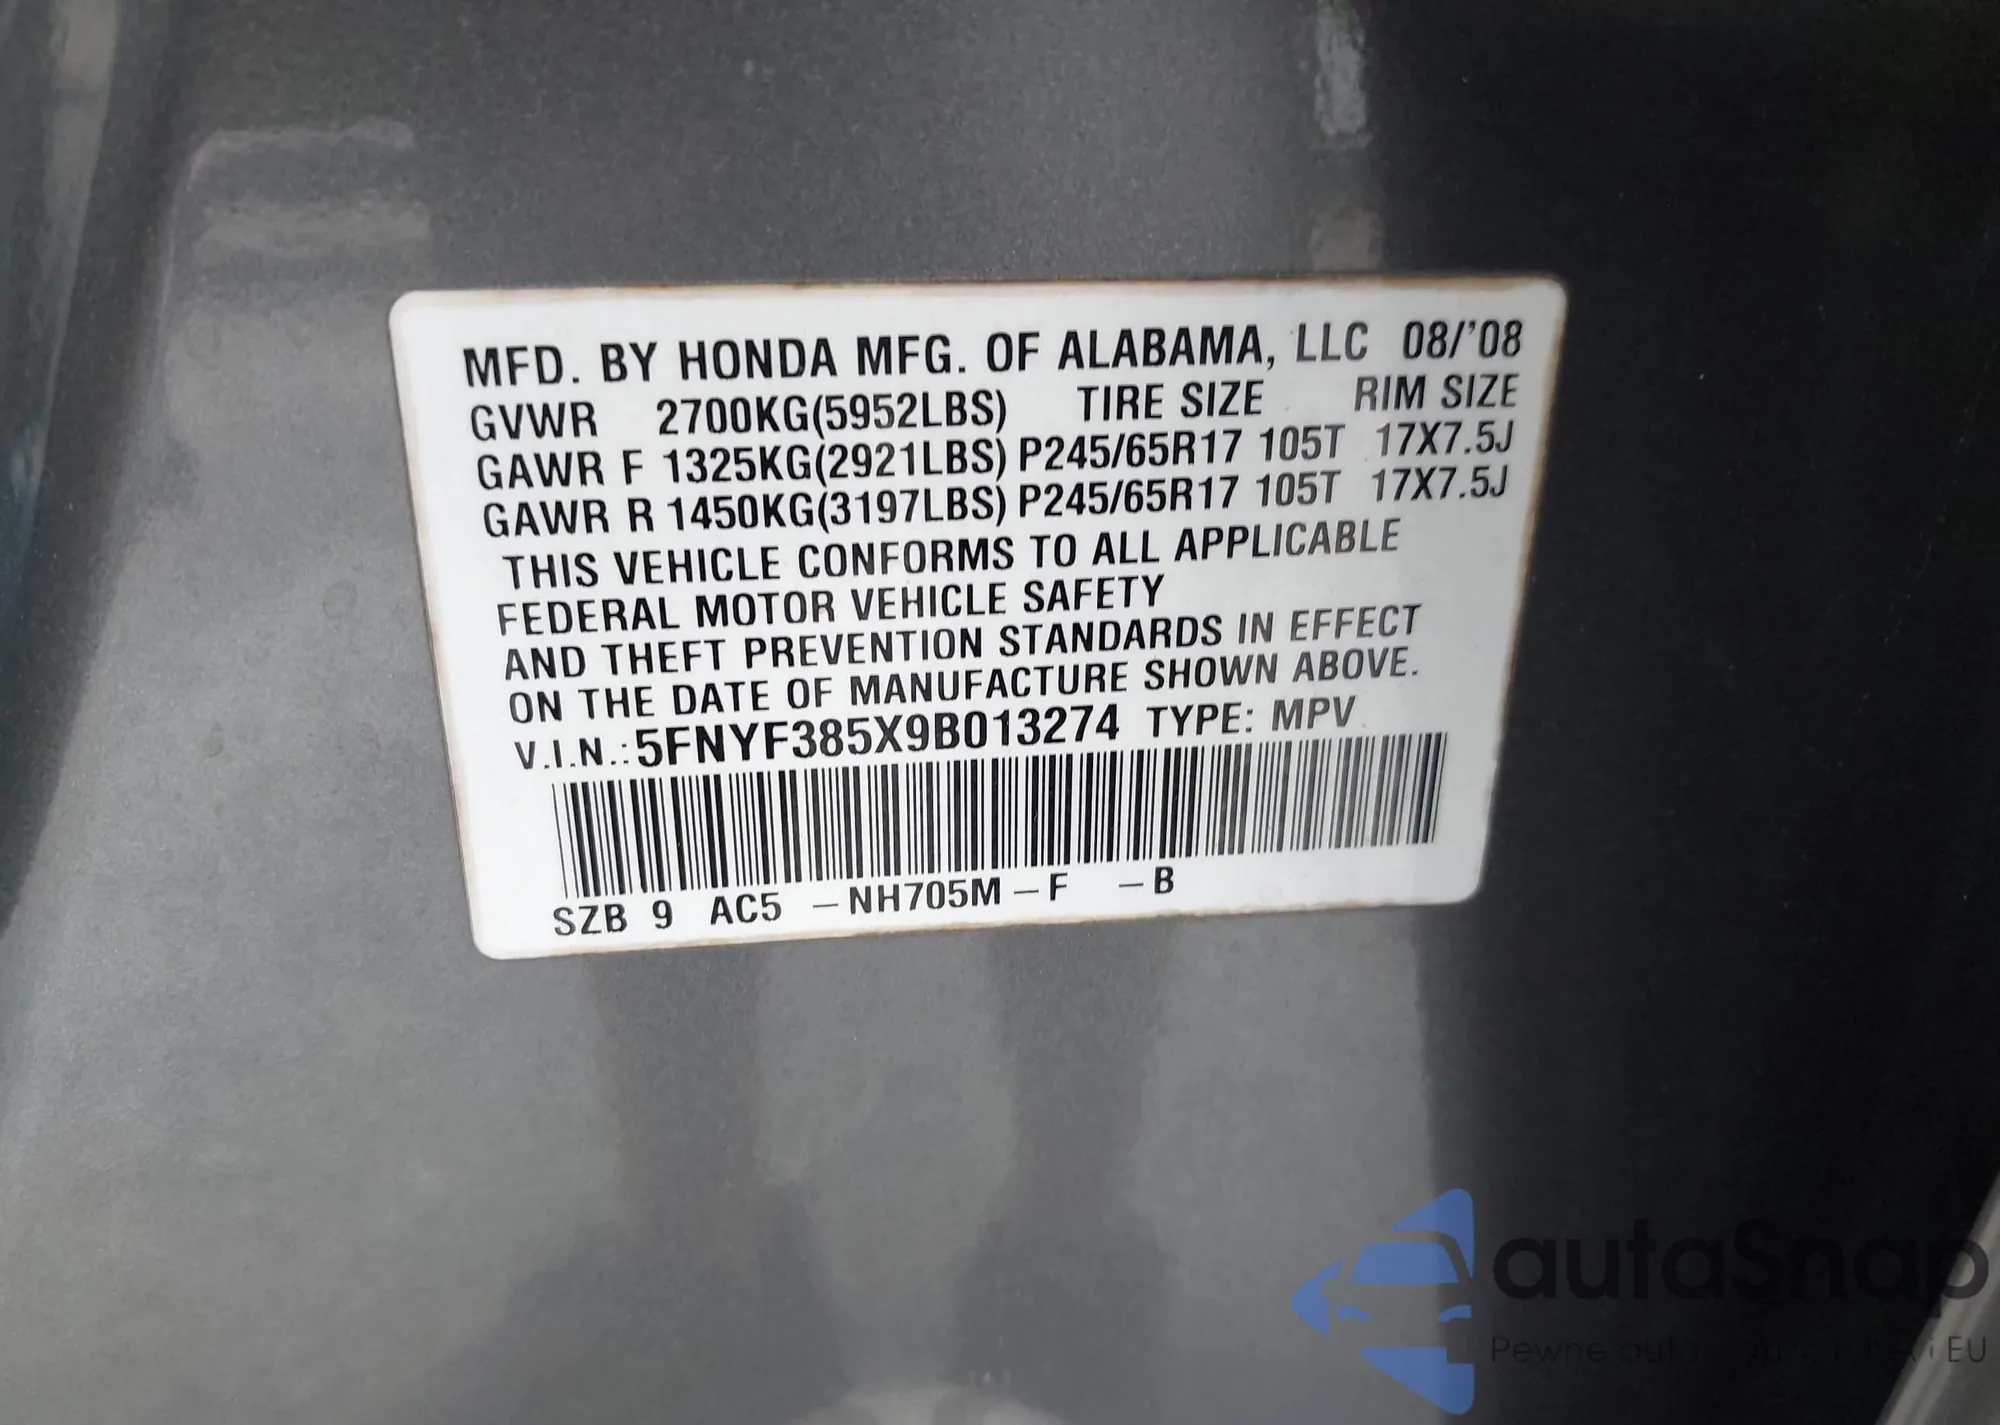 MFD. BY HONDA MFG. OF ALABAMA, LLC 08/'08
GVWR 2700KG(5952LBS) TIRE SIZE RIM SIZE
GAWR F 1325KG(2921LBS) P245/65R17 105T 17X7.5J
GAWR R 1450KG(3197LBS) P245/65R17 105T 17X7.5J
THIS VEHICLE CONFORMS TO ALL APPLICABLE
FEDERAL MOTOR VEHICLE SAFETY
AND THEFT PREVENTION STANDARDS IN EFFECT
ON THE DATE OF MANUFACTURE SHOWN ABOVE.
V.I.N.: 5FNYF385X9B013274 TYPE: MPV
SZB 9 AC5 -NH705M-F -B
autaSnap
Pewne EU